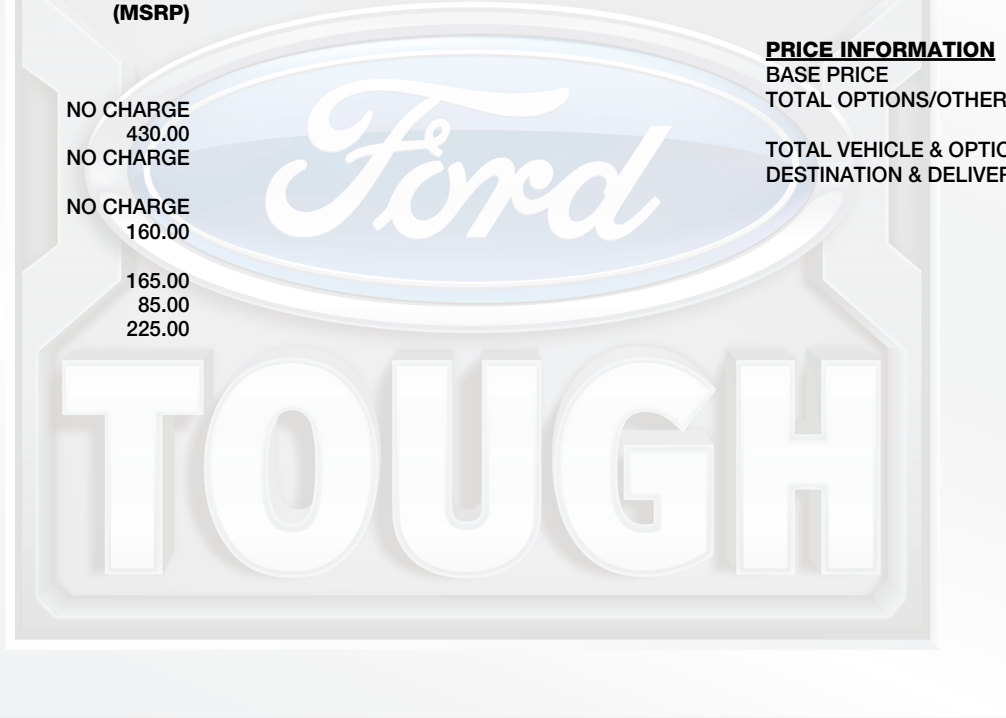 (MSRP)
NO CHARGE
430.00
NO CHARGE
NO CHARGE
160.00
165.00
85.00
225.00
PRICE INFORMATION
BASE PRICE
TOTAL OPTIONS/OTHER
TOTAL VEHICLE & OPTIO
DESTINATION & DELIVER
Ford
TOUGH